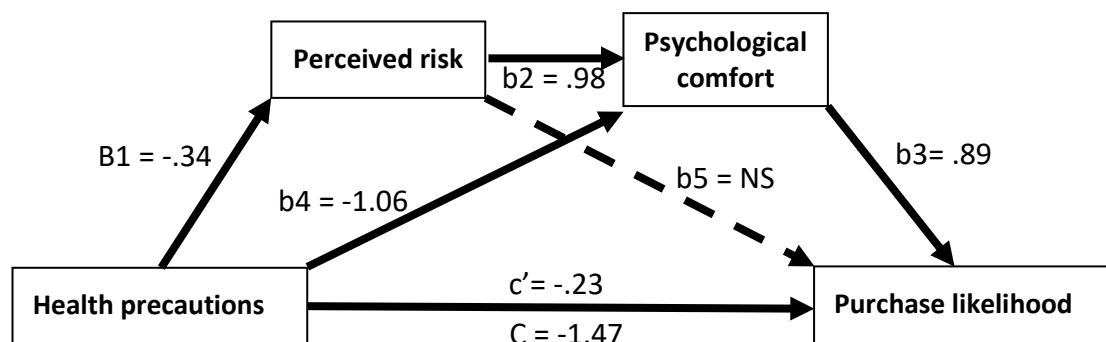 Perceived risk
b2 = .98
Psychological
comfort
B1 = -.34
b4 = -1.06
b5 = NS
b3= .89
Health precautions
c’= -.23
C = -1.47
Purchase likelihood